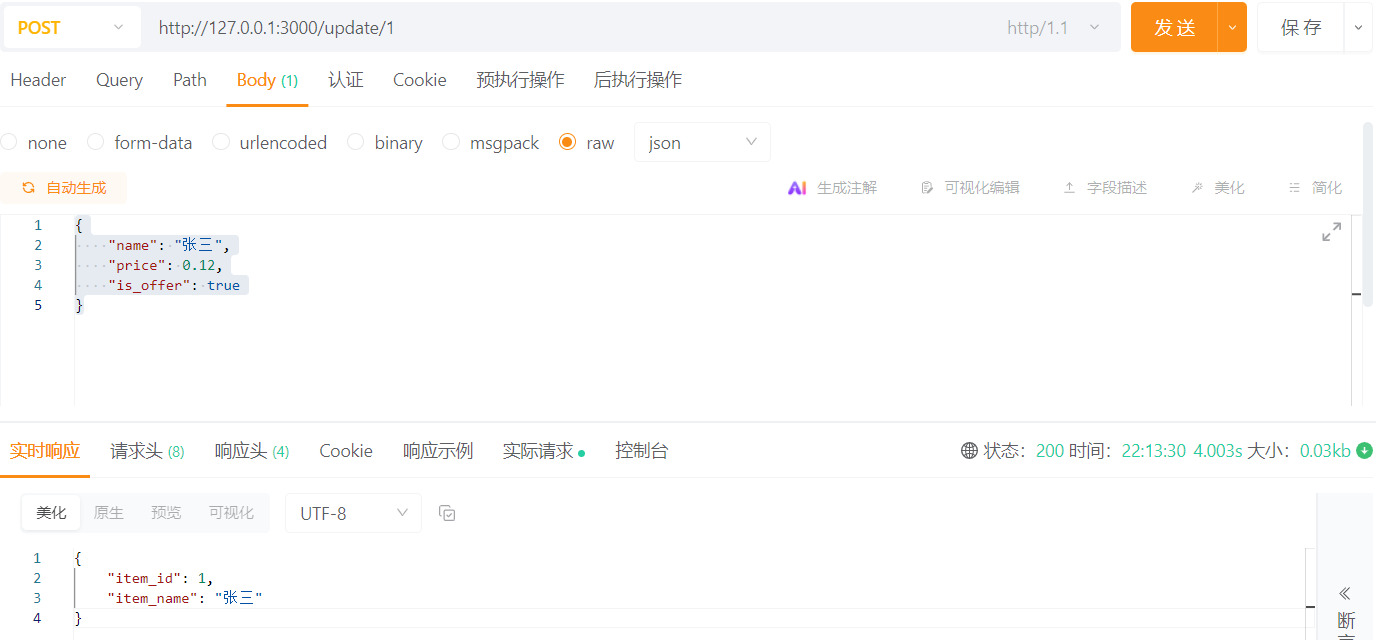 POST http://127.0.0.1:3000/update/1 http/1.1 发 送 保 存
Header Query Path Body (1) 认证 Cookie 预执行操作 后执行操作
none form-data urlencoded binary msgpack raw json
自动生成 AI 生成注解 可视化编辑 字段描述 美化 简化
1 {
2 ····"name":·"张三",
3 ····"price":·0.12,
4 ····"is_offer":·true
5 }
实时响应 请求头 (8) 响应头 (4) Cookie 响应示例 实际请求 控制台 状态: 200 时间: 22:13:30 4.003s 大小: 0.03kb
美化 原生 预览 可视化 UTF-8
1 {
2 "item_id": 1,
3 "item_name": "张三"
4 }
断